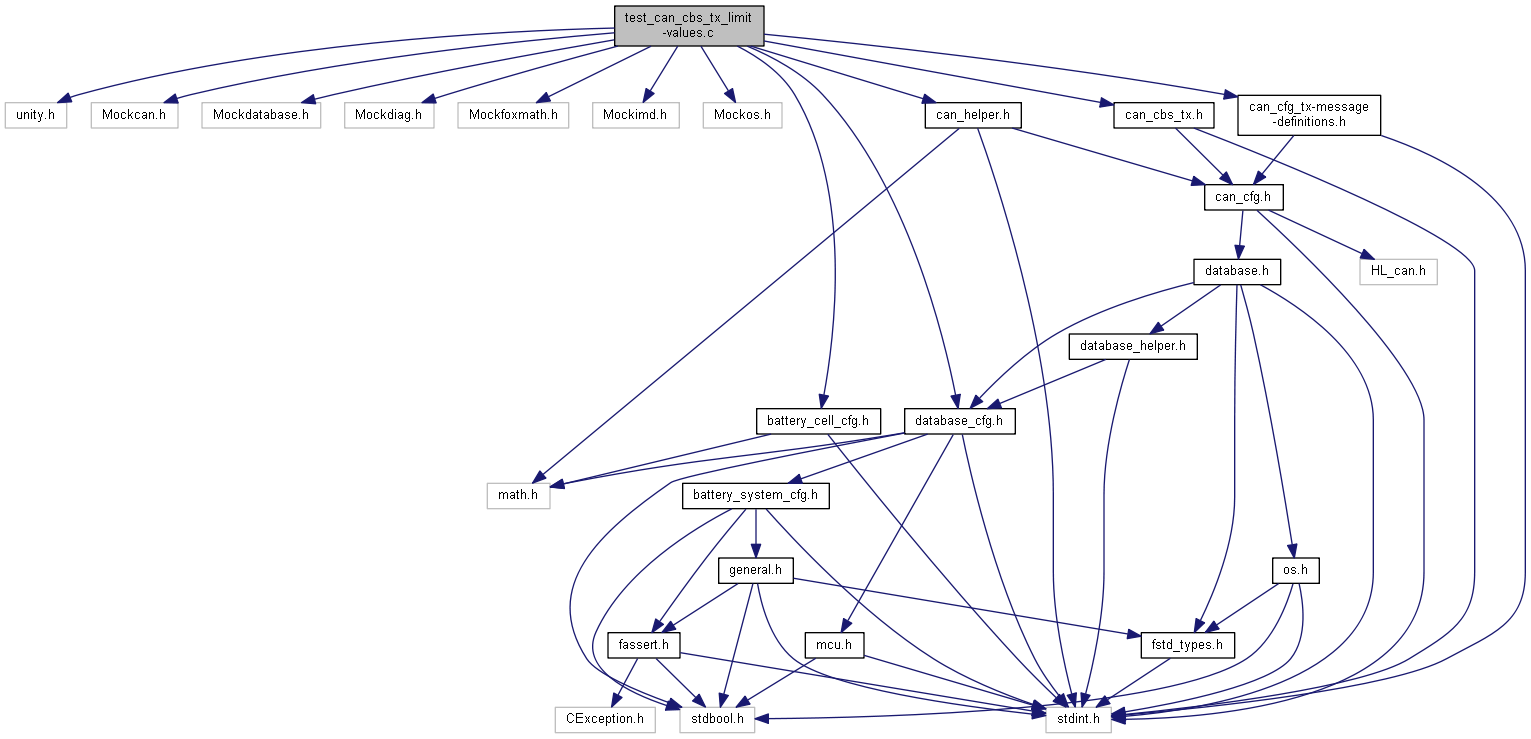 test_can_cbs_tx_limit
-values.c
unity.h
Mockcan.h
Mockdatabase.h
Mockdiag.h
Mockfoxmath.h
Mockimd.h
Mockos.h
can_helper.h
can_cbs_tx.h
can_cfg_tx-message
-definitions.h
can_cfg.h
database.h
HL_can.h
database_helper.h
battery_cell_cfg.h
database_cfg.h
math.h
battery_system_cfg.h
general.h
os.h
fassert.h
mcu.h
fstd_types.h
CException.h
stdbool.h
stdint.h